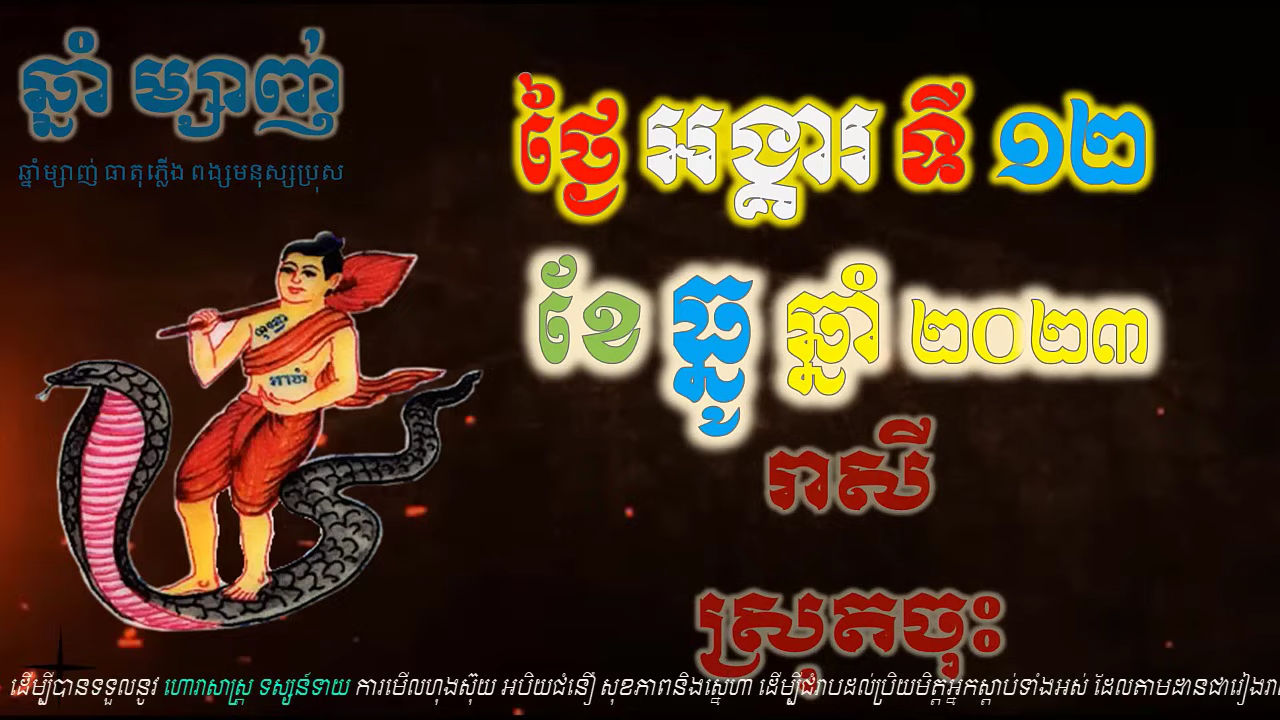 ឆ្នាំ ម្សាញ់
ឆ្នាំម្សាញ់ ធាតុភ្លើង ពង្សមនុស្សប្រុស
ថ្ងៃ អង្គារ ទី ១២
ខែ ធ្នូ ឆ្នាំ ២០២៣
រាសី
ស្រុតចុះ
ដើម្បីបានទទួលនូវ ហោរាសាស្ត្រ ទស្សន៍ទាយ ការមើលហុងស៊ុយ អបិយជំនឿ សុខភាពនិងស្នេហា ដើម្បីជំរាបដល់ប្រិយមិត្តអ្នកស្តាប់ទាំងអស់ ដែលតាមដានជារៀងរា